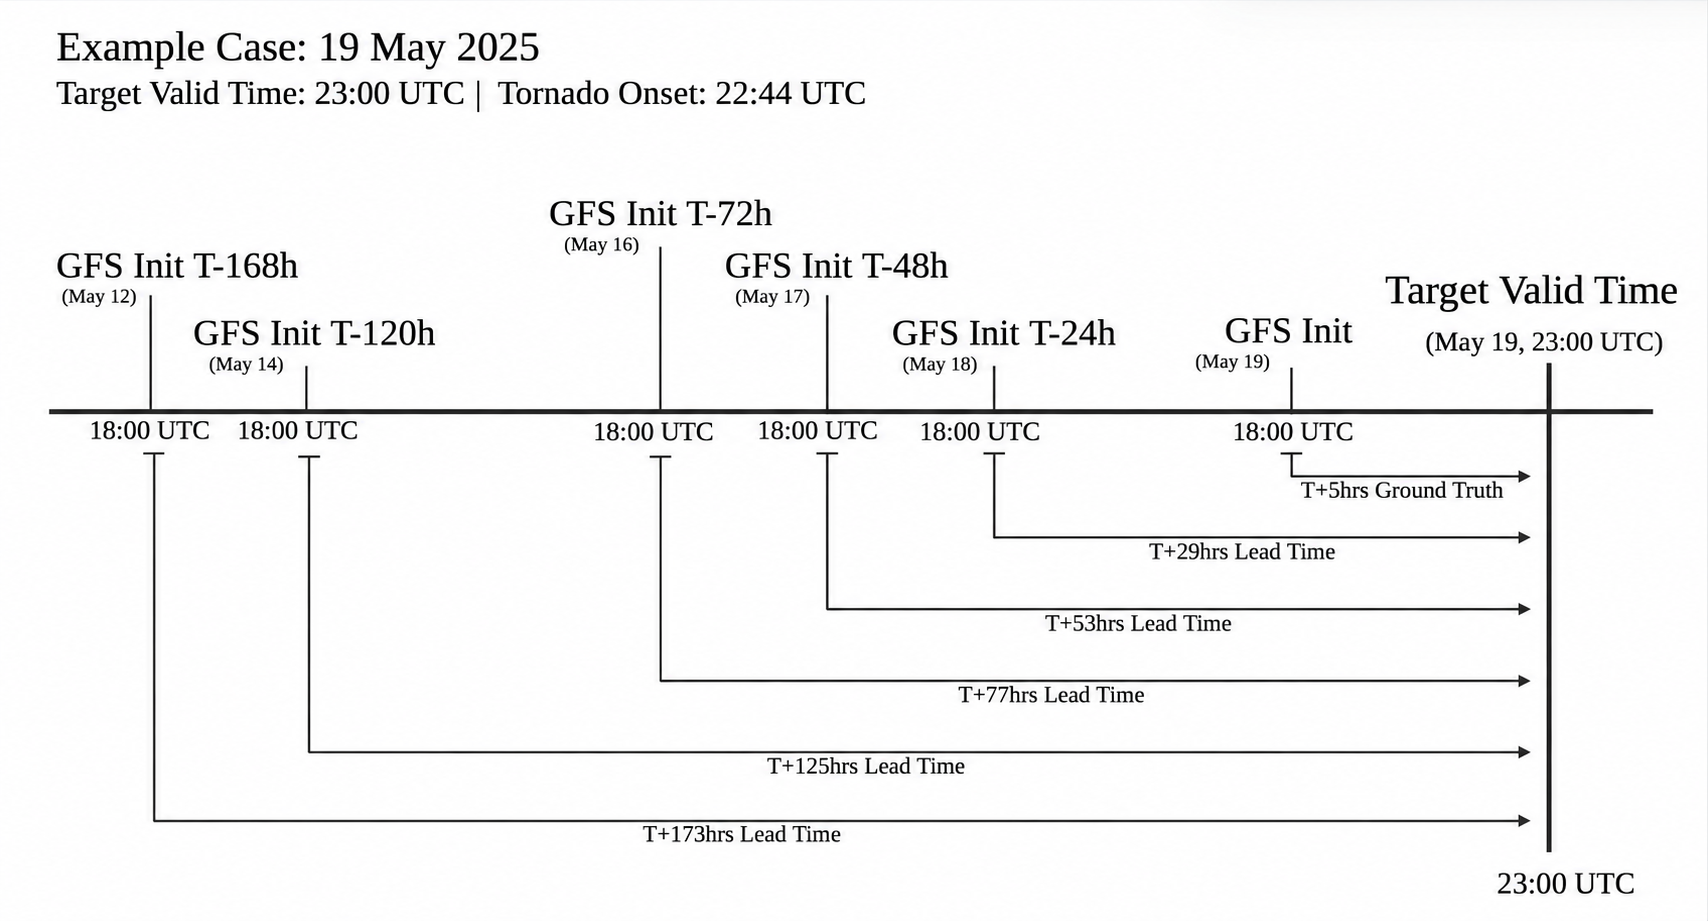 Example Case: 19 May 2025
Target Valid Time: 23:00 UTC | Tornado Onset: 22:44 UTC
GFS Init T-72h
(May 16)
GFS Init T-168h
(May 12)
GFS Init T-48h
(May 17)
Target Valid Time
(May 19, 23:00 UTC)
GFS Init T-120h
(May 14)
GFS Init T-24h
(May 18)
GFS Init
(May 19)
18:00 UTC
18:00 UTC
18:00 UTC
18:00 UTC
18:00 UTC
18:00 UTC
T+5hrs Ground Truth
T+29hrs Lead Time
T+53hrs Lead Time
T+77hrs Lead Time
T+125hrs Lead Time
T+173hrs Lead Time
23:00 UTC